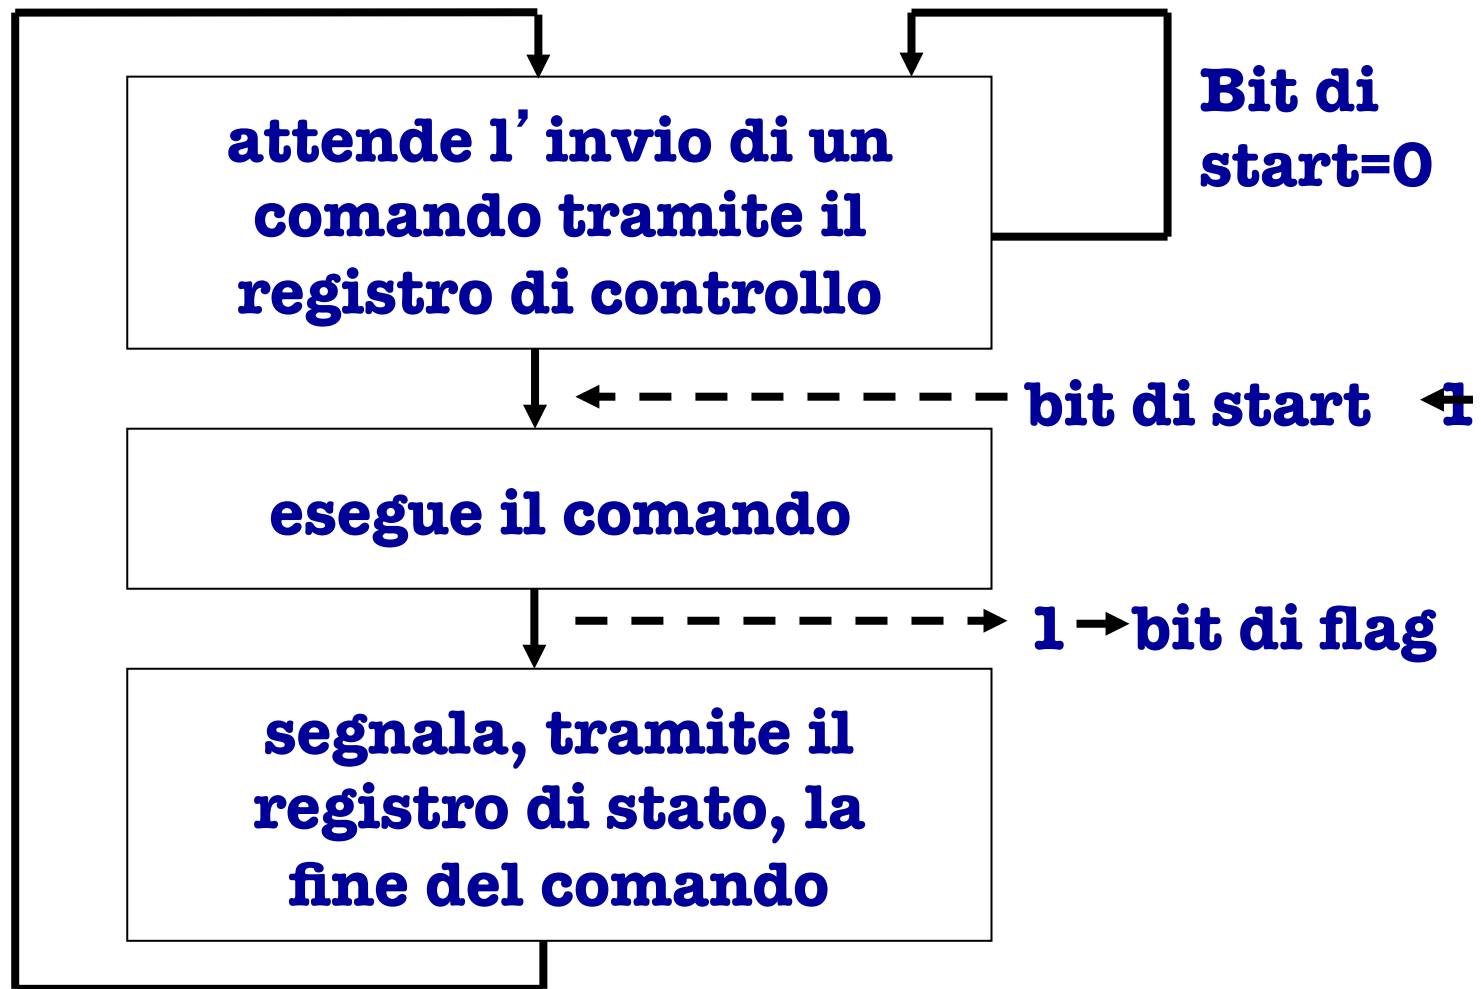 attende l’ invio di un
comando tramite il
registro di controllo
Bit di
start=0
bit di start 1
esegue il comando
1 bit di flag
segnala, tramite il
registro di stato, la
fine del comando